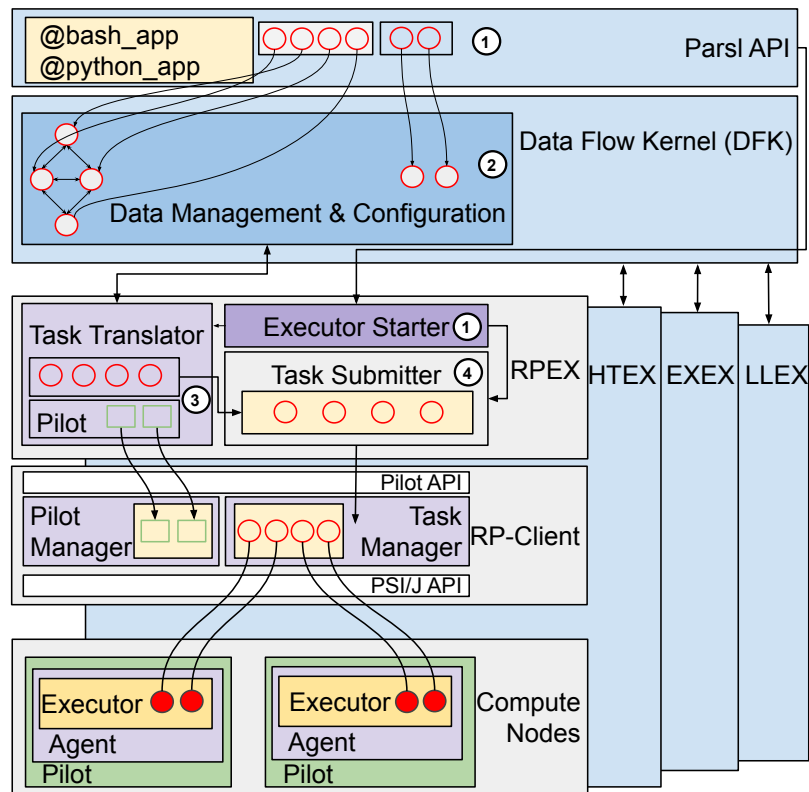 @bash_app
@python_app
1
Parsl API
Data Flow Kernel (DFK)
2
Data Management & Configuration
Task Translator
Executor Starter
1
Task Submitter
4
RPEX
HTEX
EXEX
LLEX
3
Pilot
Pilot API
Pilot
Manager
Task
Manager
RP-Client
PSI/J API
Executor
Agent
Pilot
Executor
Agent
Pilot
Compute
Nodes